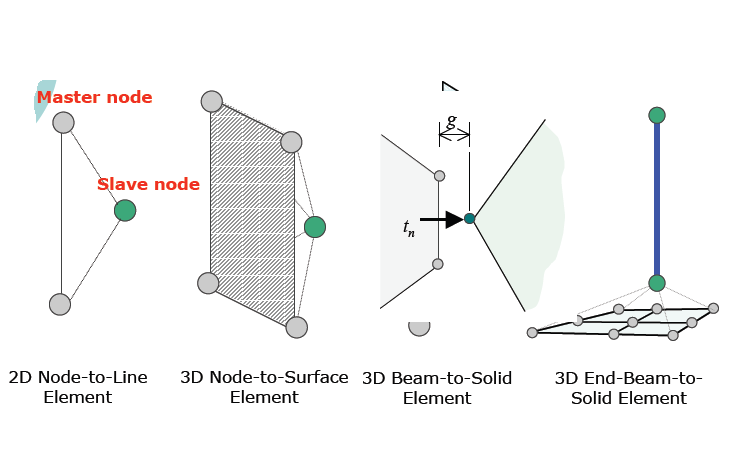 Master node
Slave node
g
tn
2D Node-to-Line
Element
3D Node-to-Surface
Element
3D Beam-to-Solid
Element
3D End-Beam-to-
Solid Element